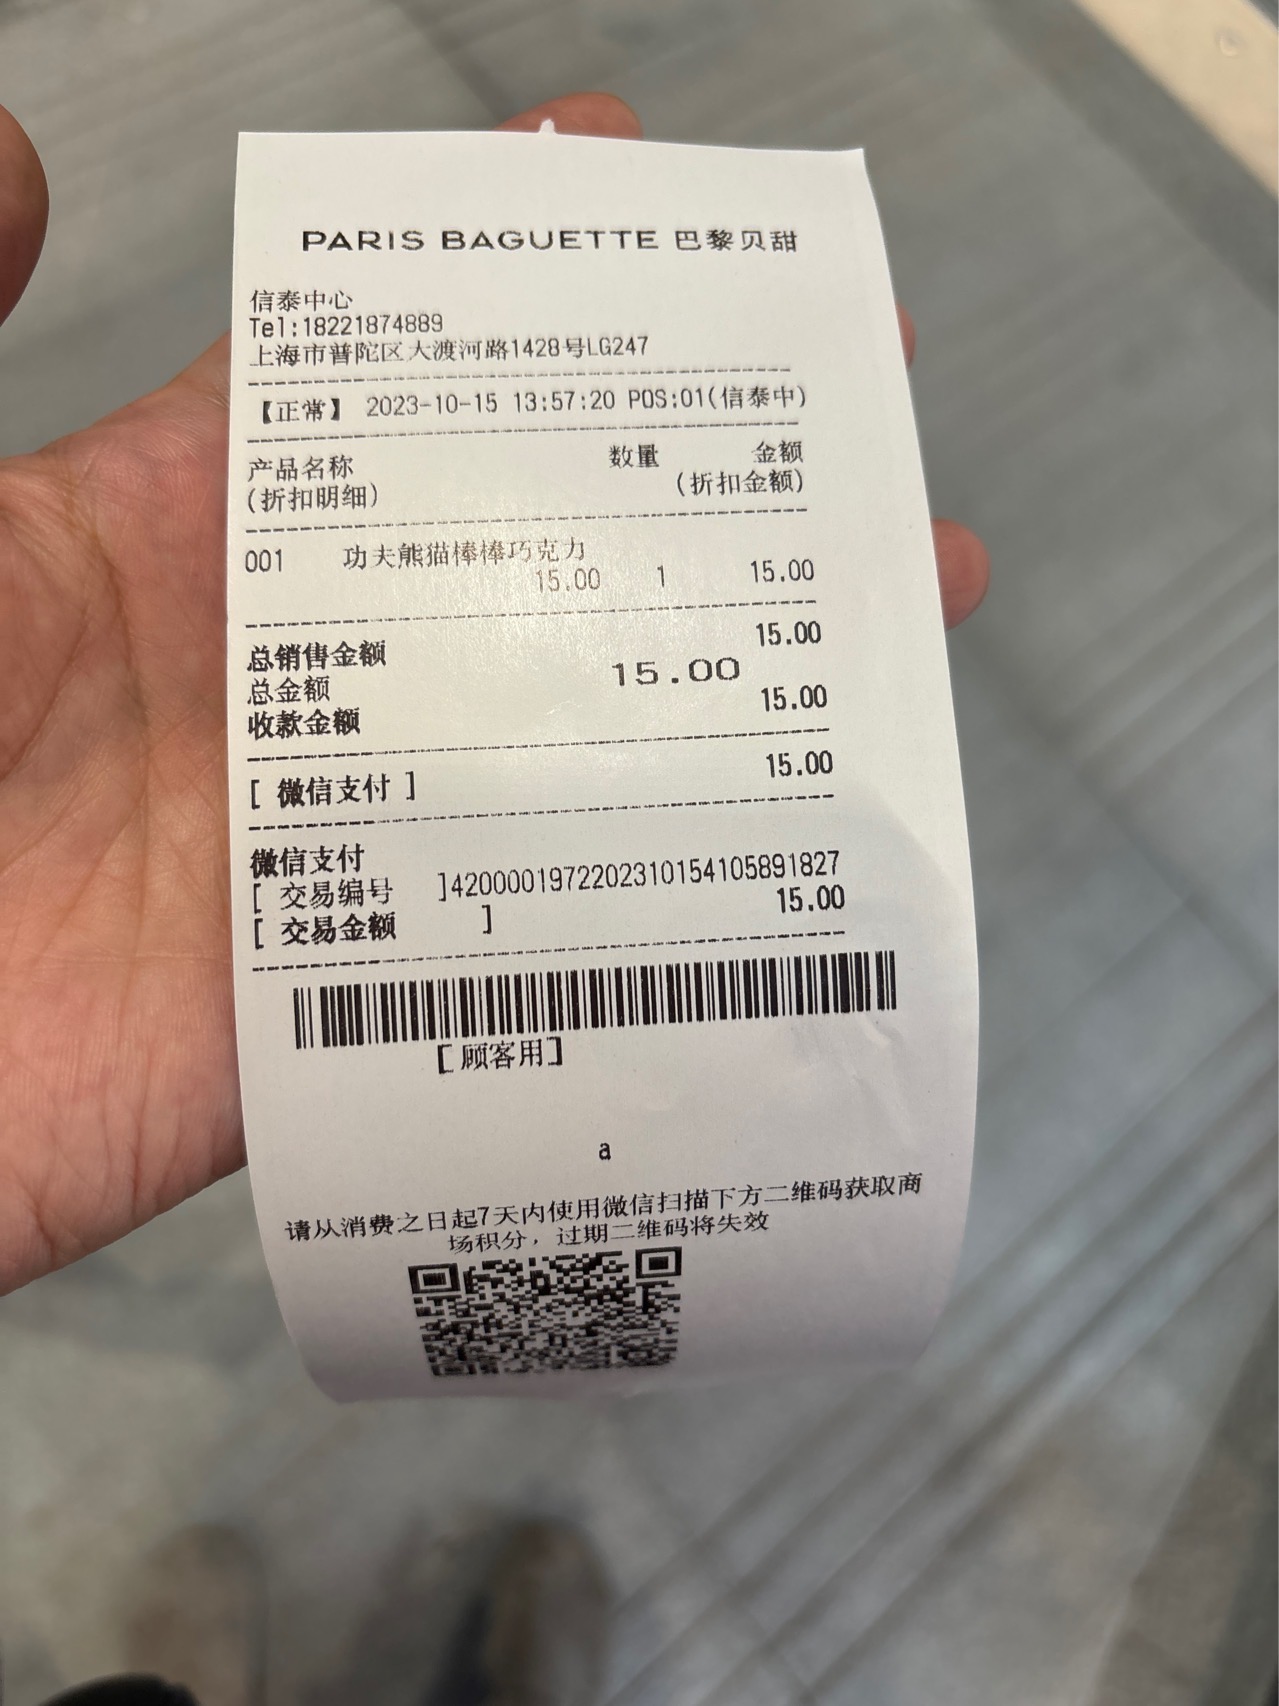 PARIS BAGUETTE 巴黎贝甜
信泰中心
Tel:18221874889
上海市普陀区大渡河路1428号LG247
【正常】 2023-10-15 13:57:20 POS:01(信泰中)
产品名称 数量 金额
(折扣明细) (折扣金额)
001 功夫熊猫棒棒巧克力
15.00 1 15.00
总销售金额 15.00
总金额 15.00
收款金额 15.00
[ 微信支付 ] 15.00
微信支付
[ 交易编号 ]4200001972202310154105891827
[ 交易金额 ] 15.00
[顾客用]
a
请从消费之日起7天内使用微信扫描下方二维码获取商
场积分，过期二维码将失效